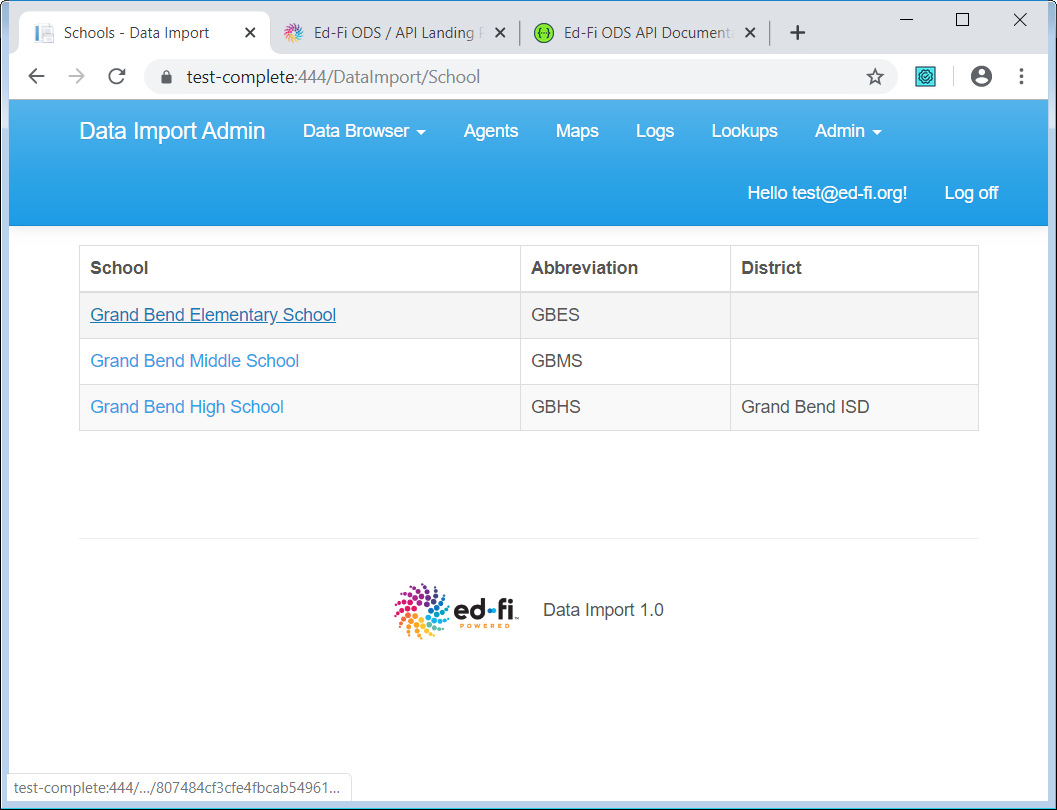 Schools - Data Import
Ed-Fi ODS / API Landing
Ed-Fi ODS API Documenta
test-complete:444/DataImport/School
Data Import Admin Data Browser Agents Maps Logs Lookups Admin
Hello test@ed-fi.org! Log off
School Abbreviation District
Grand Bend Elementary School GBES
Grand Bend Middle School GBMS
Grand Bend High School GBHS Grand Bend ISD
ed-fi™ Data Import 1.0
POWERED
test-complete:444/.../807484cf3cfe4fbcab54961...